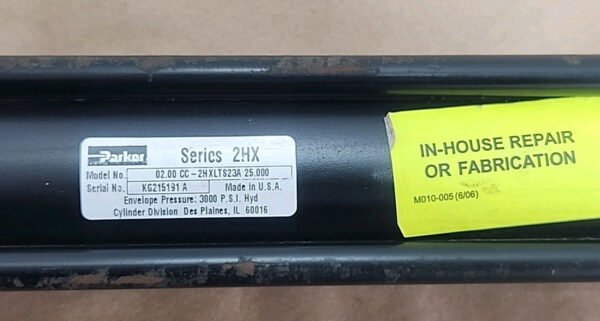 Parker Series 2HX
Model No. 02.00 CC-2HXLTS23A 25.000
Serial No. KG215191 A Made in U.S.A.
Envelope Pressure: 3000 P.S.I. Hyd
Cylinder Division Des Plaines, IL 60016
IN-HOUSE REPAIR
OR FABRICATION
M010-005 (6/06)